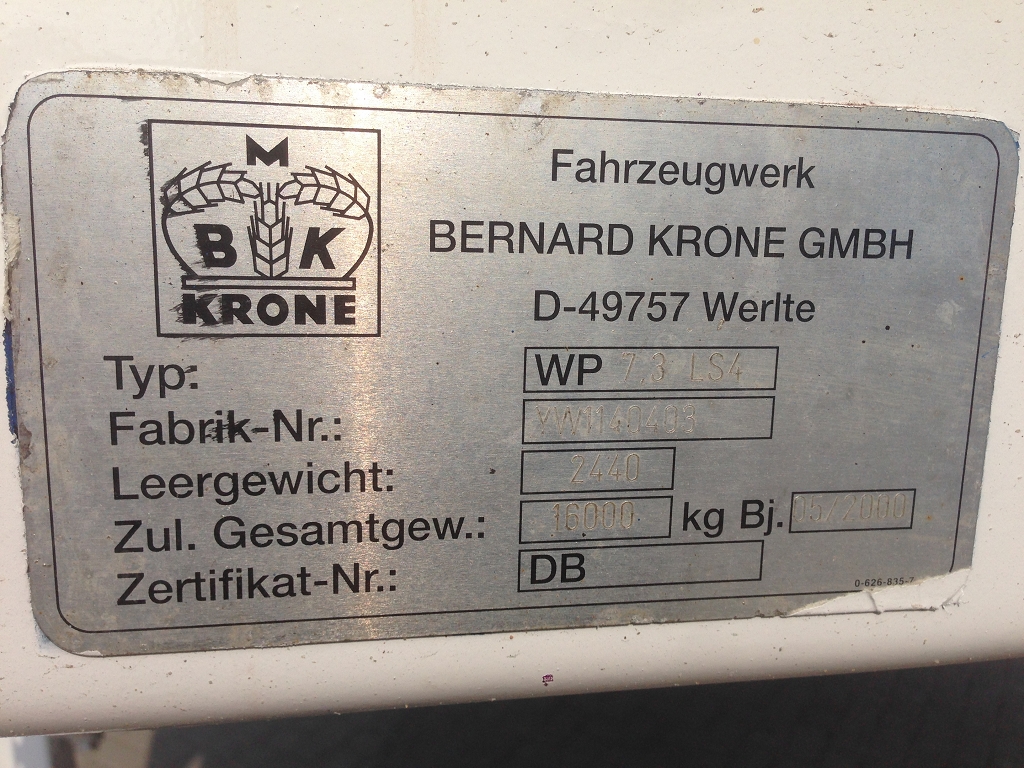 M
B K
KRONE
Fahrzeugwerk
BERNARD KRONE GMBH
D-49757 Werlte
Typ: WP 7.3 LS4
Fabrik-Nr.: YW1140403
Leergewicht: 2440
Zul. Gesamtgew.: 16000 kg Bj. 05/2000
Zertifikat-Nr.: DB
0-626-835-7